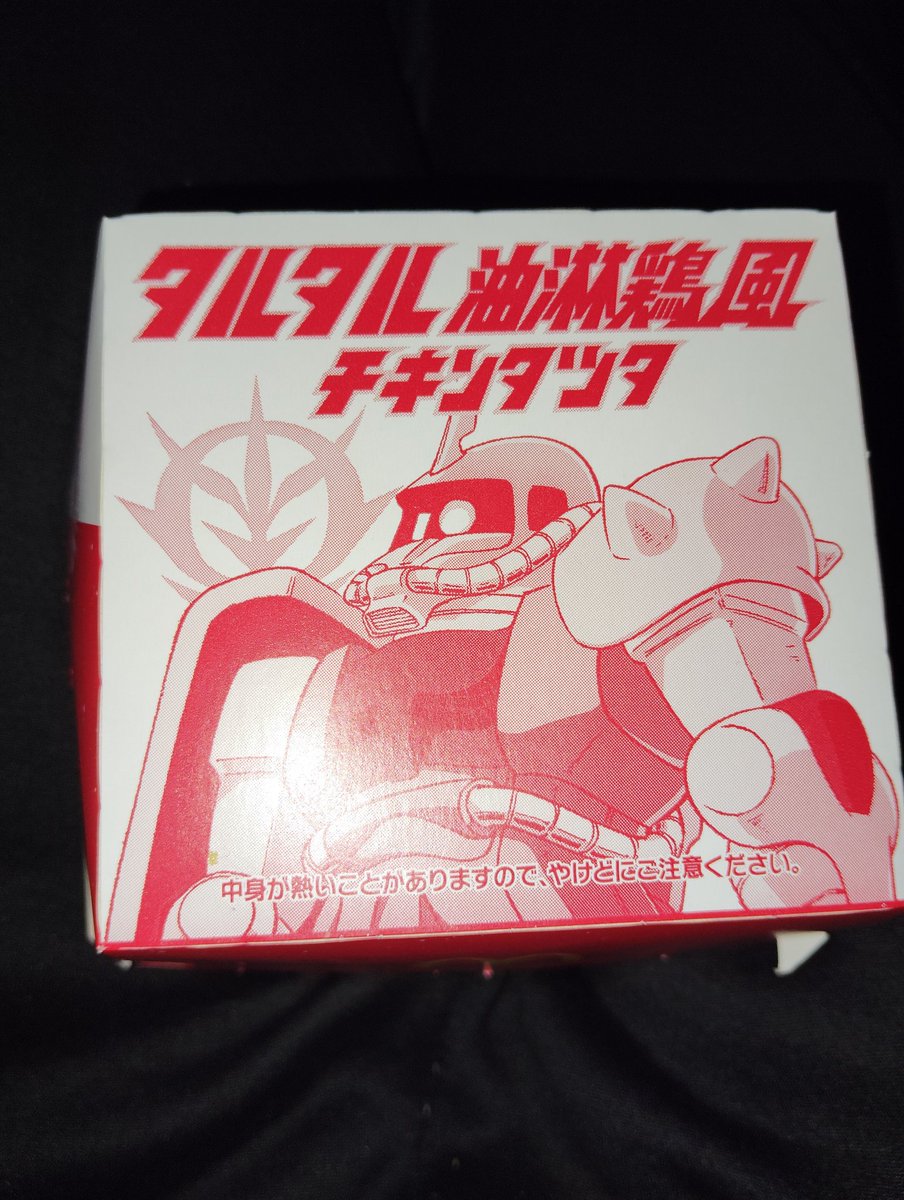 タルタル 油淋鶏風
チキンタツタ
中身が熱いことがありますので、やけどにご注意ください。